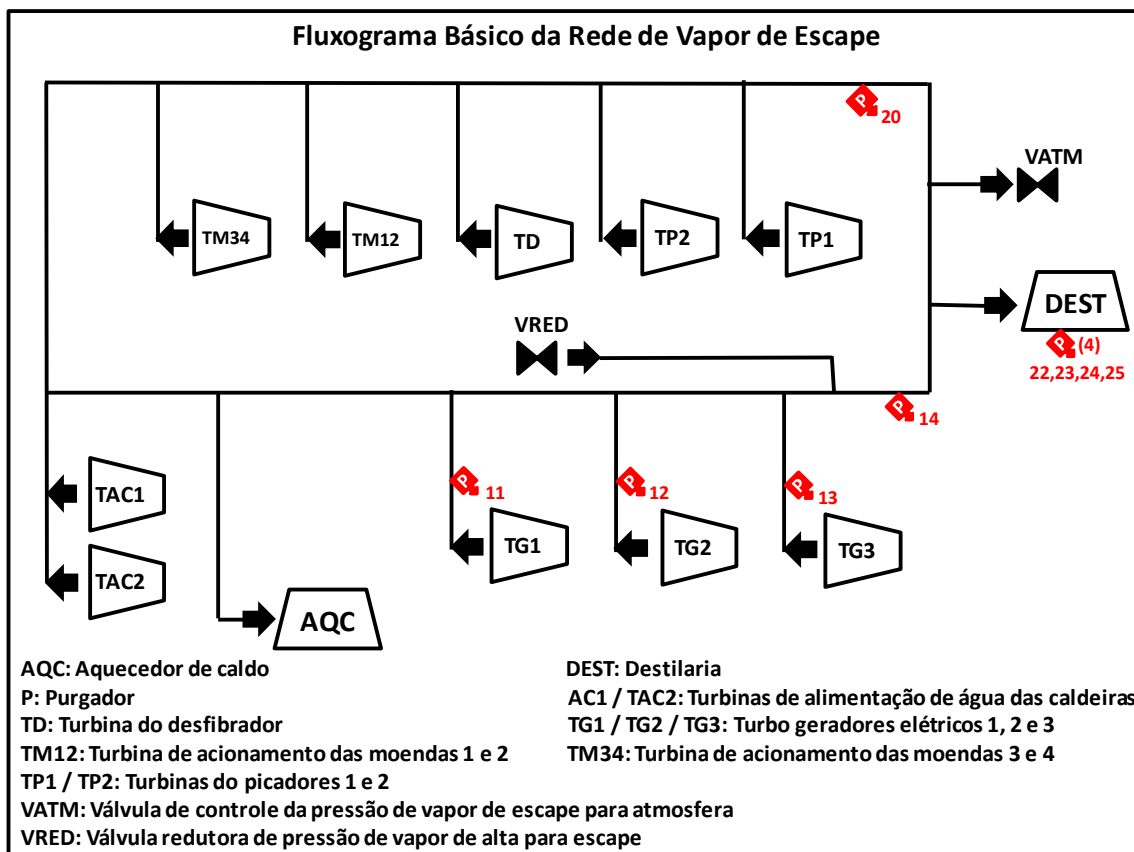 Fluxograma Básico da Rede de Vapor de Escape
P
20
VATM
TM34
TM12
TD
TP2
TP1
DEST
VRED
P (4)
22,23,24,25
P
14
TAC1
P
11
P
12
P
13
TG1
TG2
TG3
TAC2
AQC
AQC: Aquecedor de caldo
DEST: Destilaria
P: Purgador
AC1 / TAC2: Turbinas de alimentação de água das caldeiras
TD: Turbina do desfibrador
TG1 / TG2 / TG3: Turbo geradores elétricos 1, 2 e 3
TM12: Turbina de acionamento das moendas 1 e 2
TM34: Turbina de acionamento das moendas 3 e 4
TP1 / TP2: Turbinas do picadores 1 e 2
VATM: Válvula de controle da pressão de vapor de escape para atmosfera
VRED: Válvula redutora de pressão de vapor de alta para escape